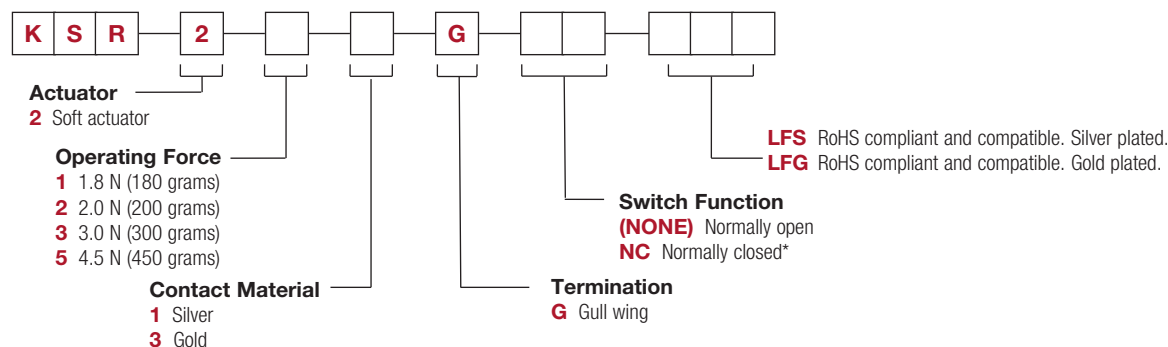 K S R 2 G
Actuator
2 Soft actuator
Operating Force
1 1.8 N (180 grams)
2 2.0 N (200 grams)
3 3.0 N (300 grams)
5 4.5 N (450 grams)
Contact Material
1 Silver
3 Gold
LFS RoHS compliant and compatible. Silver plated.
LFG RoHS compliant and compatible. Gold plated.
Switch Function
(NONE) Normally open
NC Normally closed*
Termination
G Gull wing